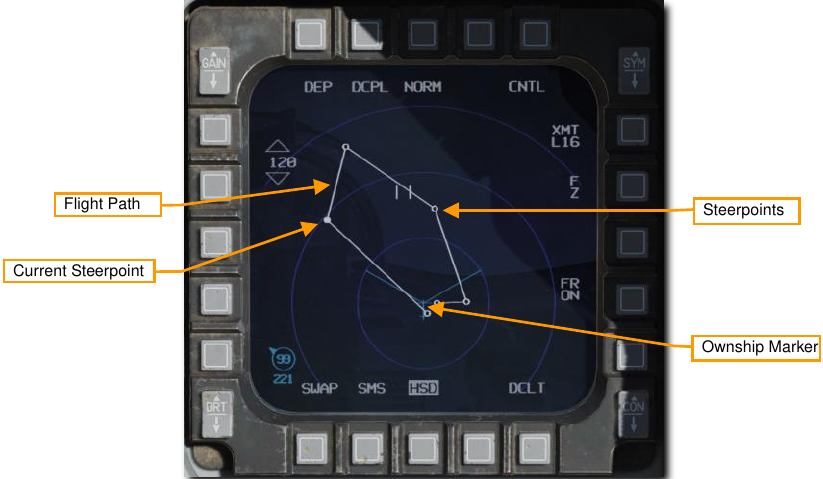 GAIN
SYM
DEP DCPL NORM CNTL
XMT
L16
120
F
Z
Flight Path
Steerpoints
Current Steerpoint
FR
ON
Ownship Marker
99
221
SWAP SMS HSD DCLT
BRT
CON